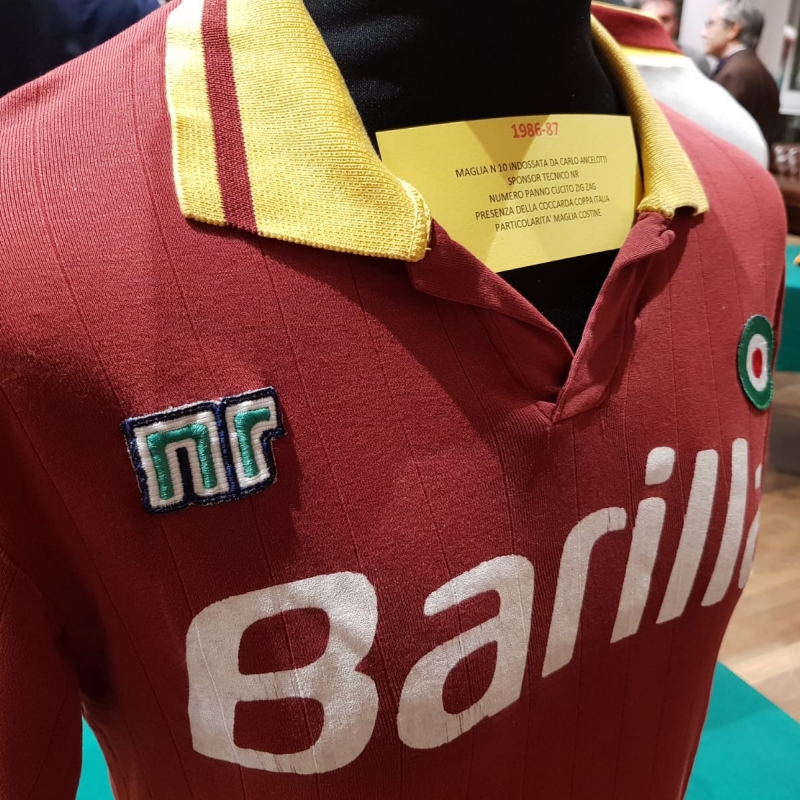 1986-87
MAGLIA N 10 INDOSSATA DA CARLO ANCELOTTI
SPONSOR TECNICO NR
NUMERO PANNO CUCITO ZIG ZAG
PRESENZA DELLA COCCARDA COPPA ITALIA
PARTICOLARITA' MAGLIA COSTINE.
nr
Barilla